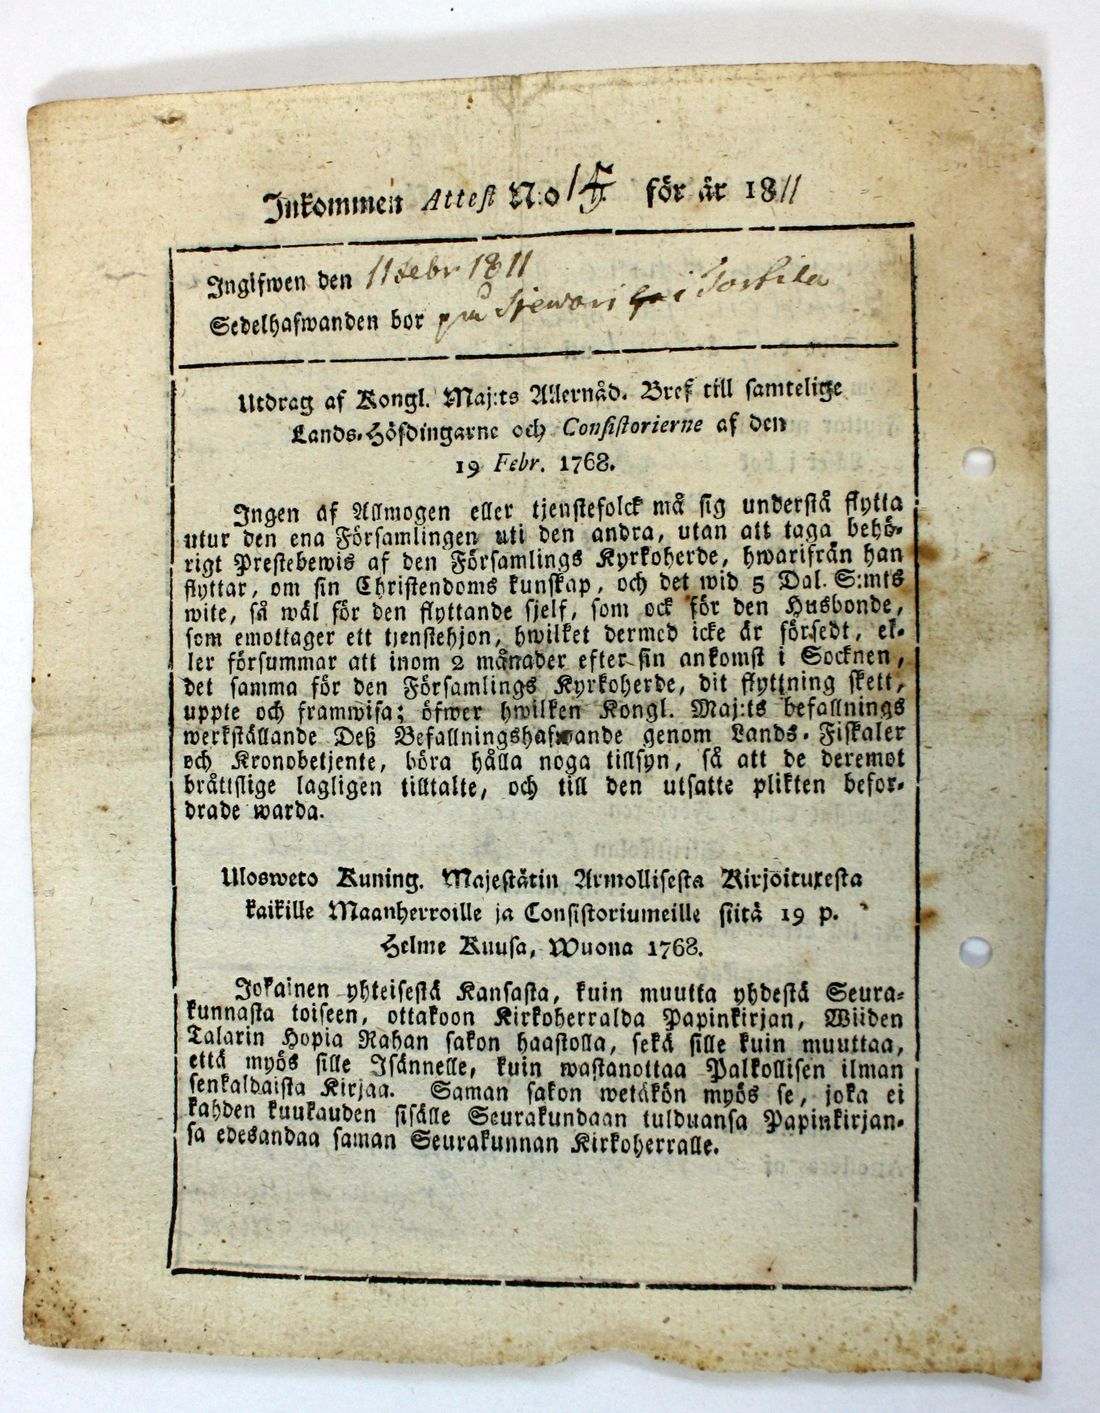 Inkommen Attest N:o 15 för år 1811
Ingifwen den 11 Febr 1811
Sedelhafwanden bor på i
Utdrag af Kongl. Maj:ts Allernåd. Bref till samtelige
Lands-Höfdingarne och Consistorierne af den
19 Febr. 1768.
Ingen af Allmogen eller tjenstefolck må sig understå flytta
utur den ena Församlingen uti den andra, utan att taga behö-
rigt Prestebewis af den Församlings Kyrkoherde, hwarifrån han
flyttar, om sin Christendoms kunskap, och det wid 5 Dal. S:mts
wite, så wäl för den flyttande sjelf, som ock för den Husbonde,
som emottager ett tjenstehjon, hwilket dermed icke är försedt, el-
ler försummar att inom 2 månader efter sin ankomst i Socknen,
det samma för den Församlings Kyrkoherde, dit flyttning skett,
uppte och framwisa; öfwer hwilken Kongl. Maj:ts befallnings
werkställande Deß Befallningshafwande genom Lands-Fiskaler
och Kronobetjente, böra hålla noga tillsyn, så att de deremot
bråttslige lagligen tilltalte, och till den utsatte plikten befor-
drade warda.
Ulosweto Kuning. Majestätin Armollisesta Kirjoituxesta
kaikille Maanherroille ja Consistoriumeille siitä 19 p.
Helme Kuusa, Wuona 1768.
Jokainen yhteisestä Kansasta, kuin muutta yhdestä Seura-
kunnasta toiseen, ottakoon Kirkoherralda Papinkirjan, Wiiden
Talarin Hopia Rahan sakon haastolla, sekä sille kuin muuttaa,
että myös sille Isännelle, kuin wastanottaa Palkollisen ilman
senkaldaista Kirjaa. Saman sakon wetäkön myös se, joka ei
kahden kuukauden sisälle Seurakundaan tulduansa Papinkirjan-
sa edesandaa saman Seurakunnan Kirkoherralle.